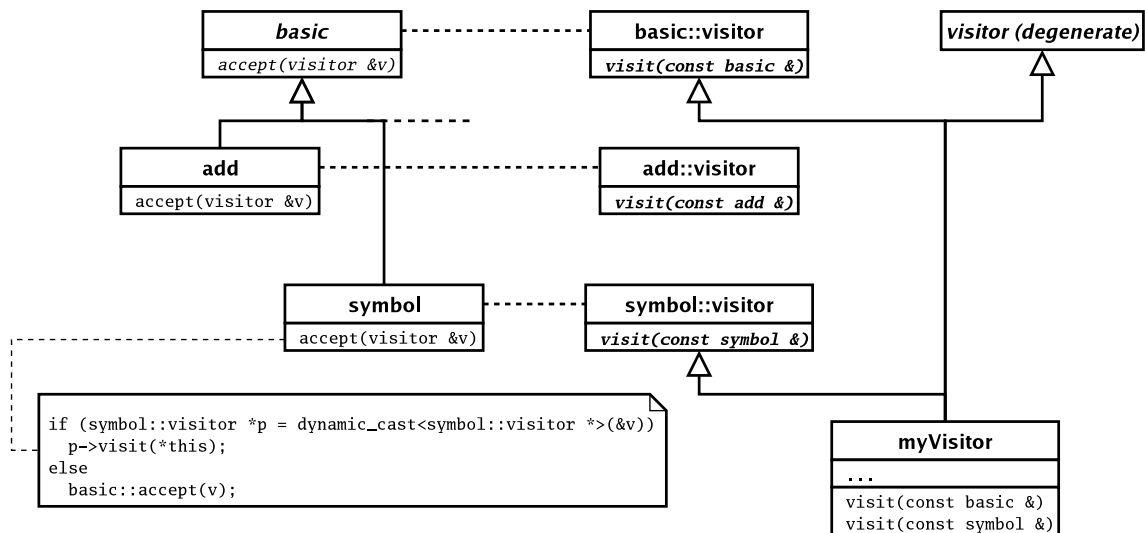 basic
accept(visitor &v)
basic::visitor
visit(const basic &)
visitor (degenerate)
add
accept(visitor &v)
add::visitor
visit(const add &)
symbol
accept(visitor &v)
symbol::visitor
visit(const symbol &)
if (symbol::visitor *p = dynamic_cast<symbol::visitor *>(&v))
p->visit(*this);
else
basic::accept(v);
myVisitor
...
visit(const basic &)
visit(const symbol &)